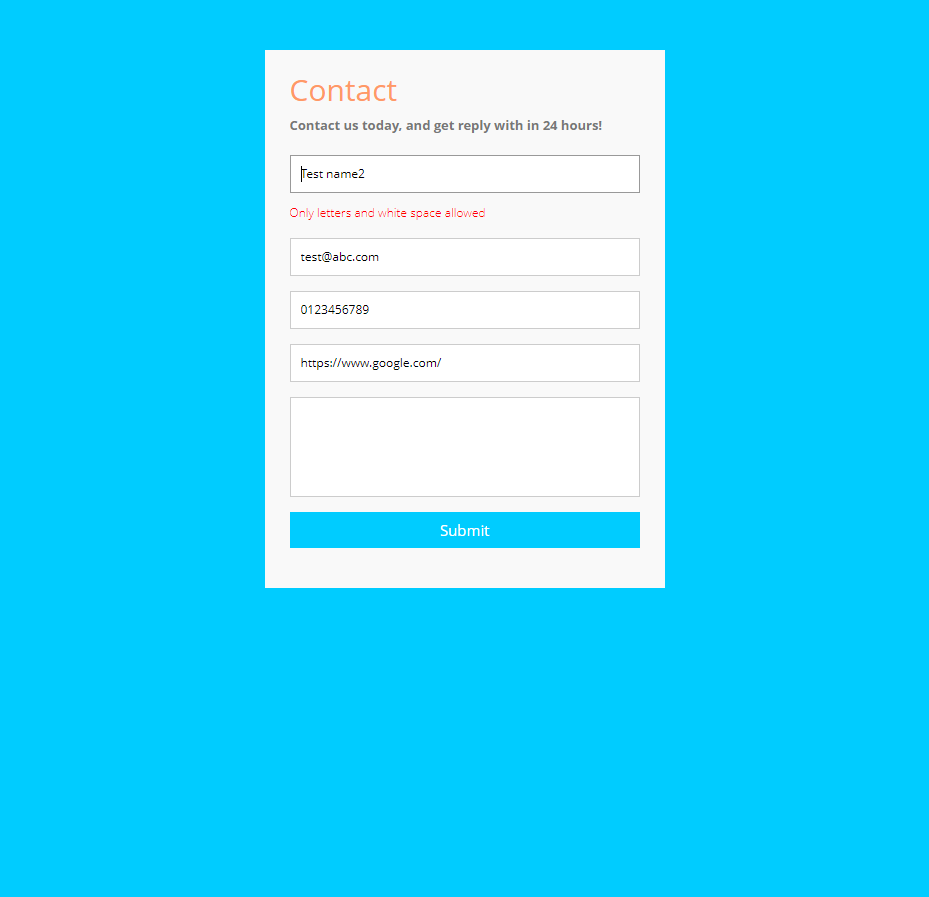 Contact
Contact us today, and get reply with in 24 hours!
Test name2
Only letters and white space allowed
test@abc.com
0123456789
https://www.google.com/
Submit